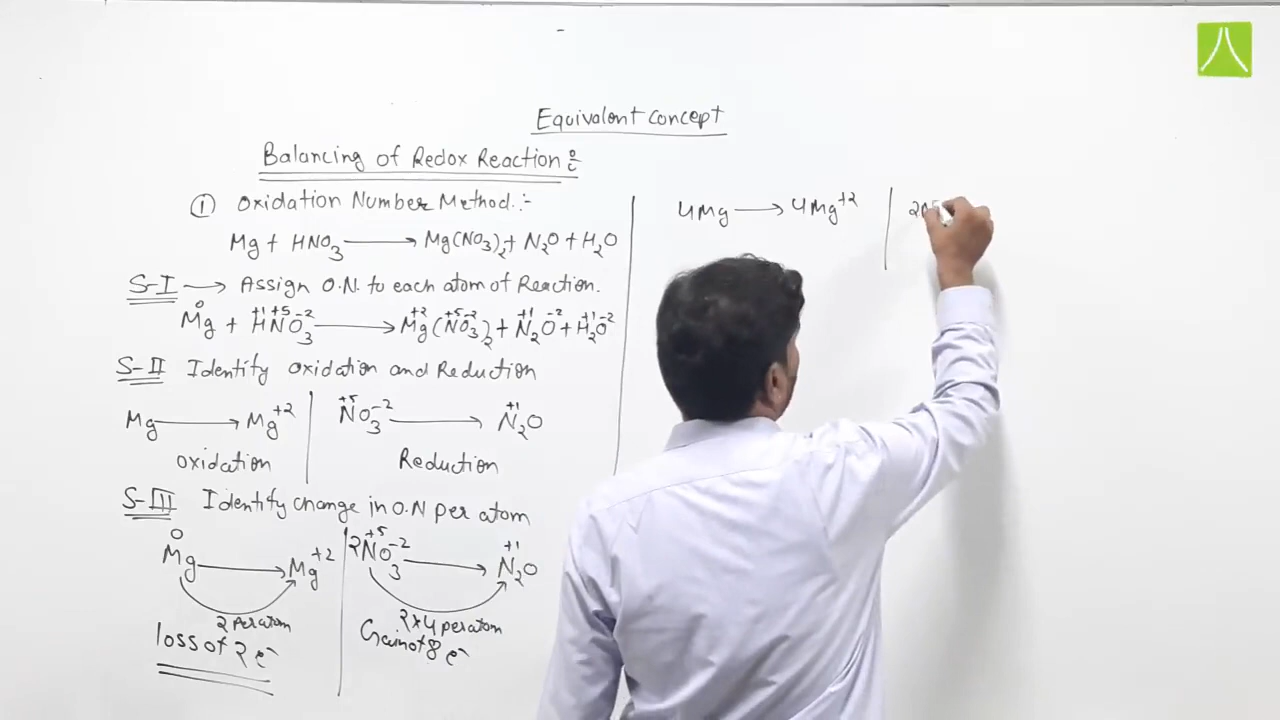 Equivalent Concept
Balancing of Redox Reaction :-
① Oxidation Number Method :-
Mg + HNO3 ⟶ Mg(NO3)2 + N2O + H2O
S-I ⟶ Assign O.N. to each atom of Reaction.
0 +1 +5 -2 +2 +5 -2 +1 -2 +1 -2
Mg + HNO3 ⟶ Mg(NO3)2 + N2O + H2O
S-II Identify oxidation and Reduction
Mg ⟶ Mg+2 | +5 NO3 -2 ⟶ +1 N2O
oxidation Reduction
S-III Identify change in O.N per atom
0 Mg ⟶ Mg+2 | 2 +5 NO3 -2 ⟶ +1 N2O
2 Per atom 2x4 per atom
loss of 2 e- Gain of 8 e-
4Mg ⟶ 4Mg+2 | 2N